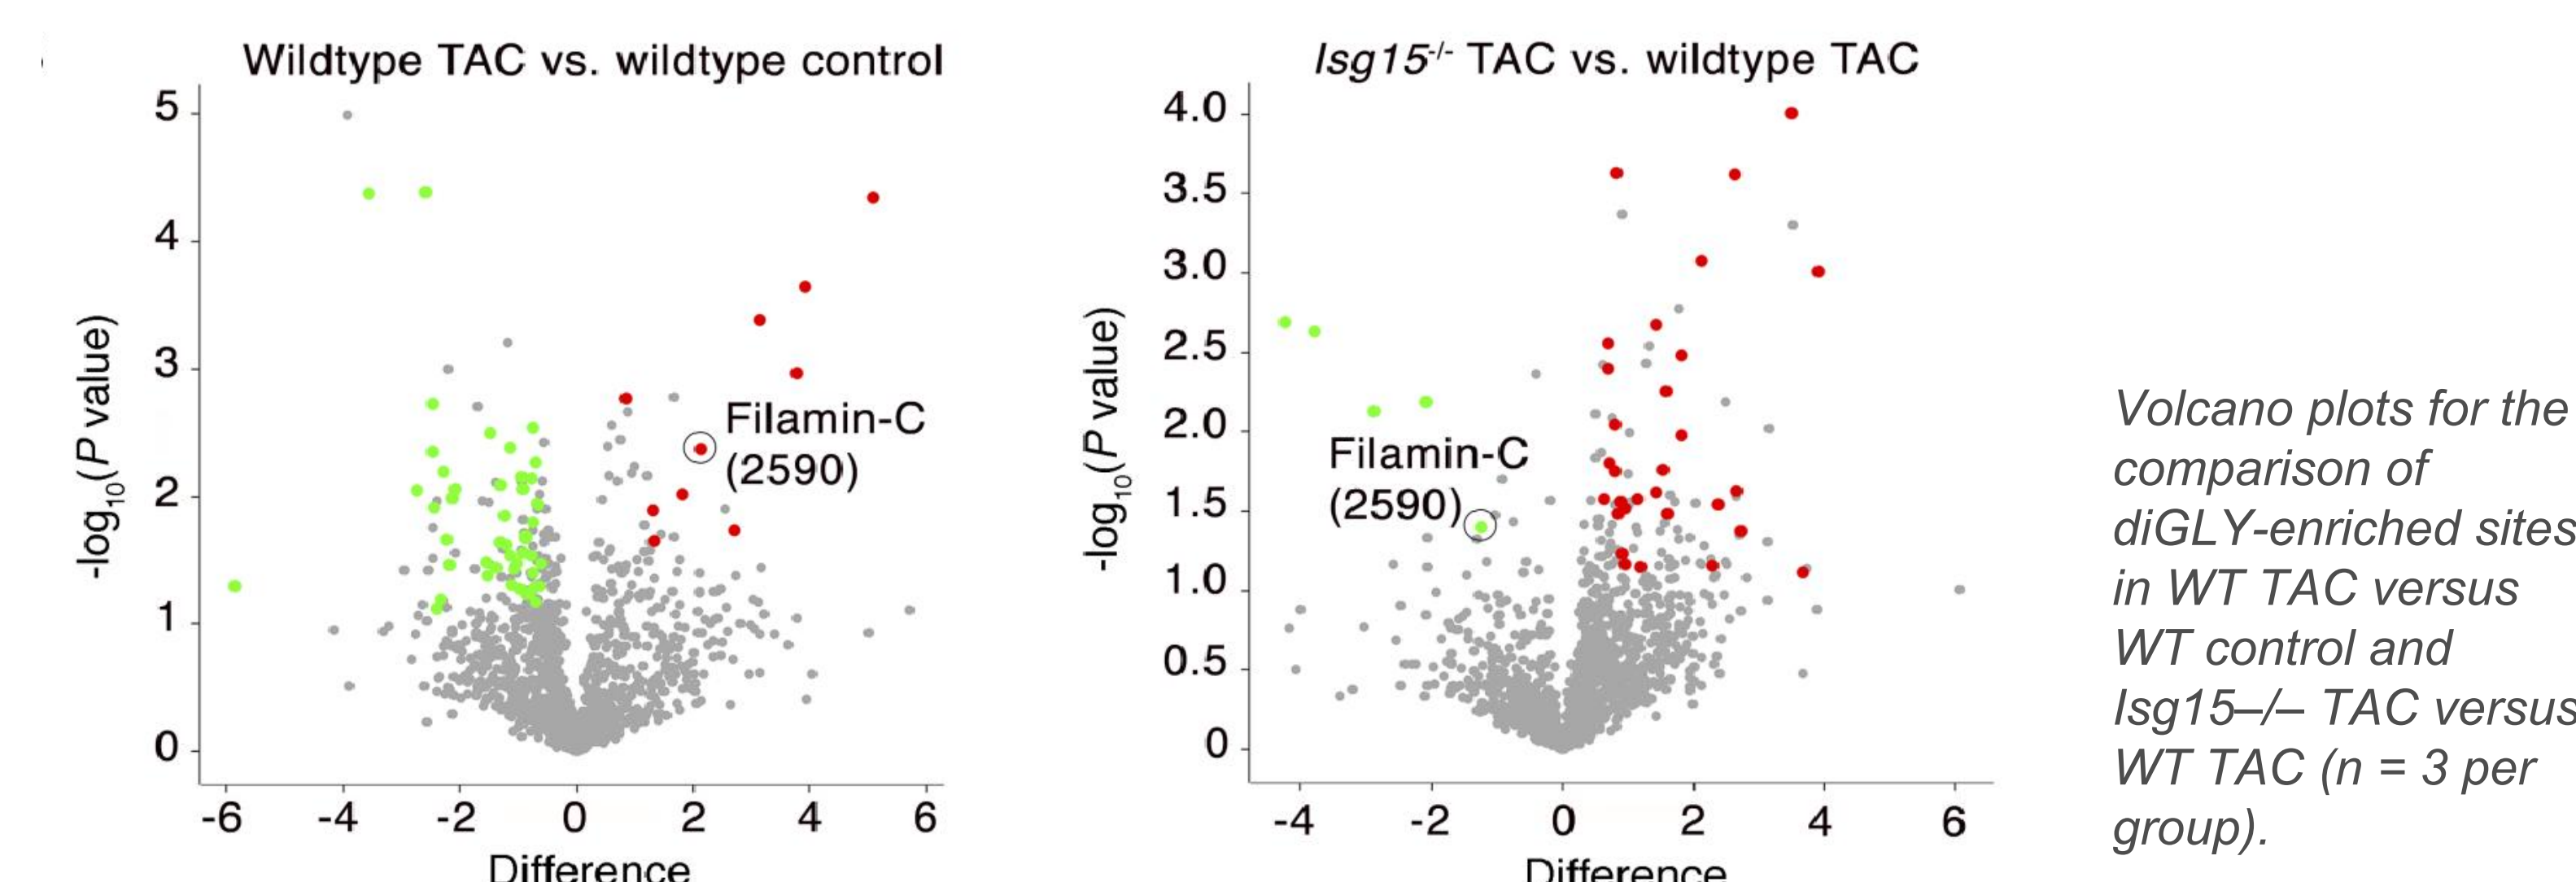 Wildtype TAC vs. wildtype control
5
4
3
2
1
0
-log10(P value)
Filamin-C
(2590)
-6 -4 -2 0 2 4 6
Difference
Isg15-/- TAC vs. wildtype TAC
4.0
3.5
3.0
2.5
2.0
1.5
1.0
0.5
0
-log10(P value)
Filamin-C
(2590)
-4 -2 0 2 4 6
Difference
Volcano plots for the
comparison of
diGLY-enriched sites
in WT TAC versus
WT control and
Isg15–/– TAC versus
WT TAC (n = 3 per
group).